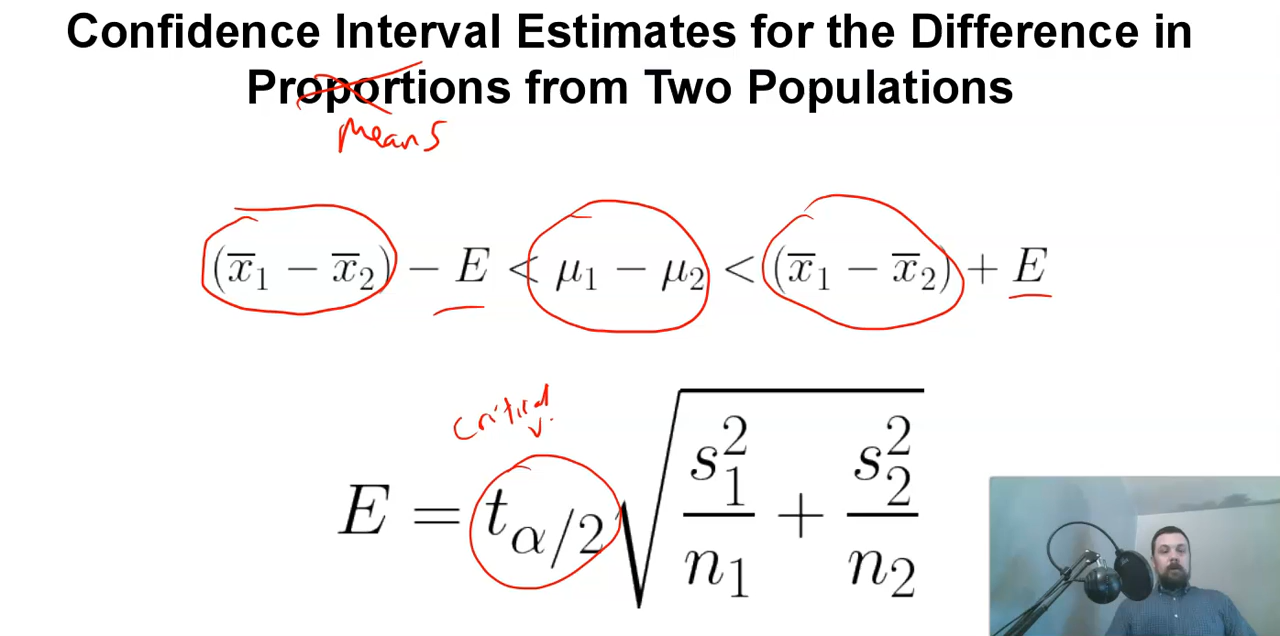 Confidence Interval Estimates for the Difference in
Proportions from Two Populations
means
(x̄₁ − x̄₂) − E < μ₁ − μ₂ < (x̄₁ − x̄₂) + E
critical
v.
E = t_{α/2} √(s₁²/n₁ + s₂²/n₂)